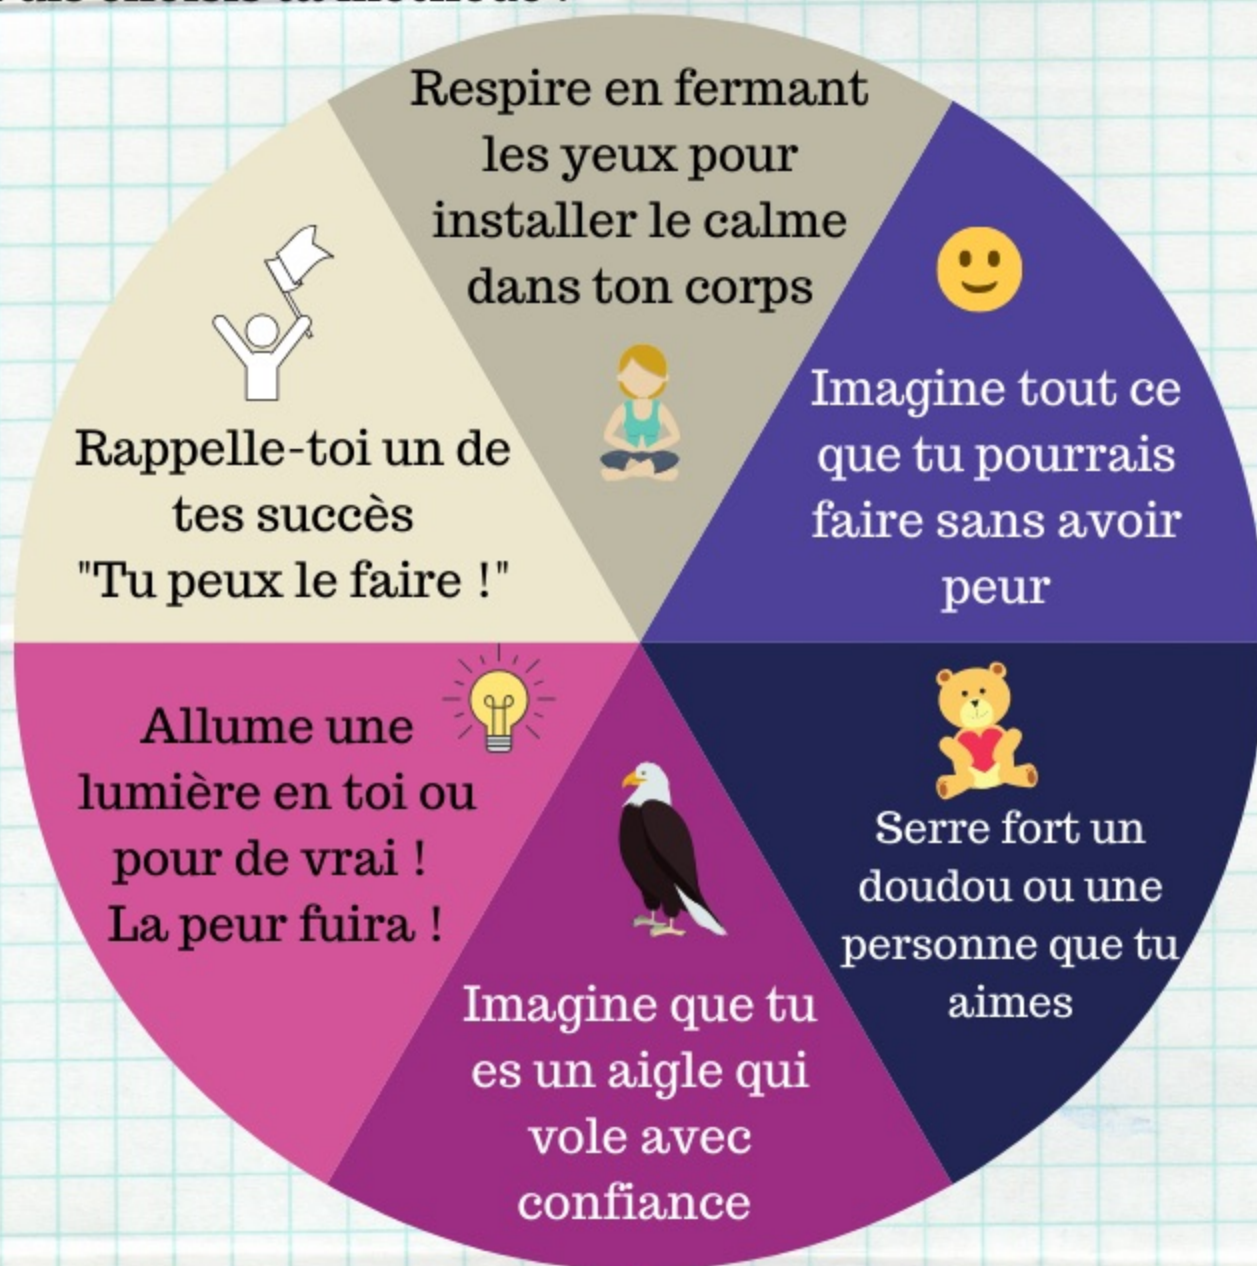 choisis ta méthode :
Respire en fermant
les yeux pour
installer le calme
dans ton corps
Imagine tout ce
que tu pourrais
faire sans avoir
peur
Serre fort un
doudou ou une
personne que tu
aimes
Imagine que tu
es un aigle qui
vole avec
confiance
Allume une
lumière en toi ou
pour de vrai !
La peur fuira !
Rappelle-toi un de
tes succès
"Tu peux le faire !"